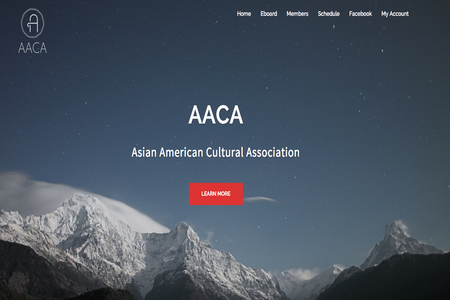 Home Eboard Members Schedule Facebook My Account
A
AACA
AACA
Asian American Cultural Association
LEARN MORE